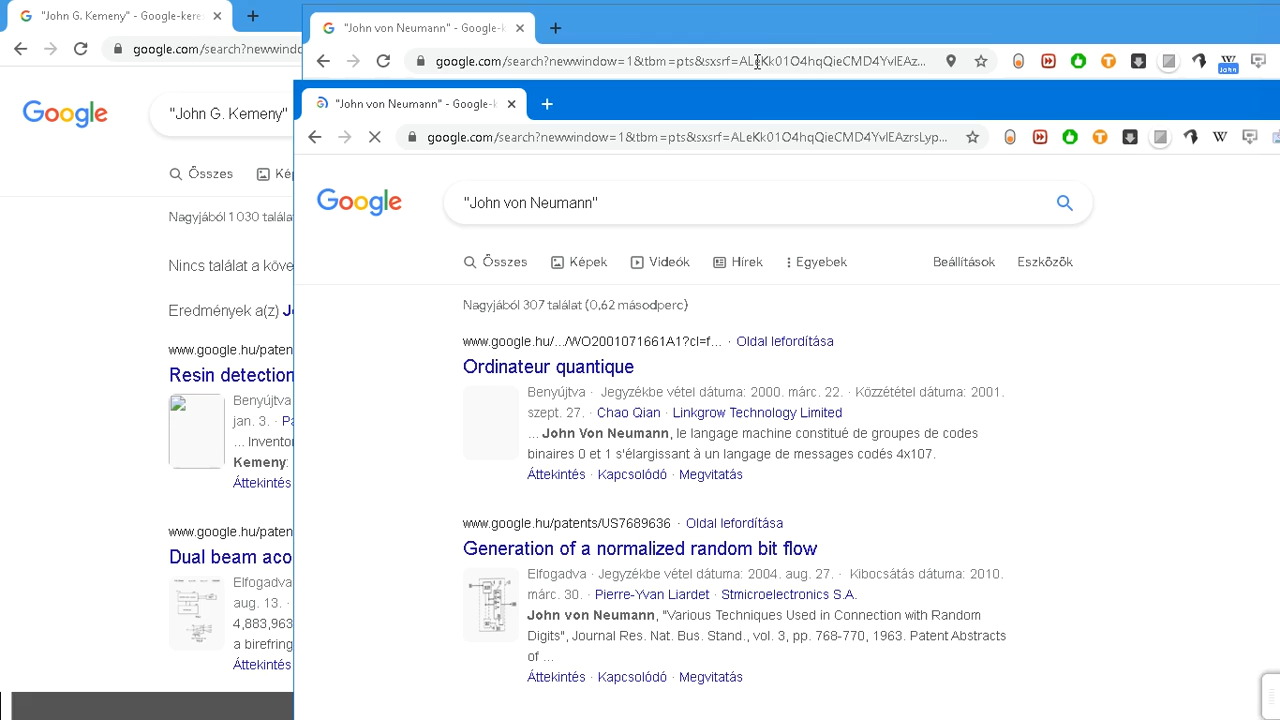 "John G. Kemeny" - Google-kere
google.com/search?newwindo
Google
"John G. Kemeny"
Összes
Ké
Nagyjából 1 030 talála
Nincs találat a köve
Eredmények a(z) J
www.google.hu/paten
Resin detection
Benyújtva
jan. 3. · Pa
... Invento
Kemeny:
Áttekintés
www.google.hu/paten
Dual beam aco
Elfogadva
aug. 13. ·
4,883,963
a birefring
Áttekintés
"John von Neumann" - Google-k
google.com/search?newwindow=1&tbm=pts&sxsrf=ALeKk01O4hqQieCMD4YvlEAz...
John
"John von Neumann" - Google-k
google.com/search?newwindow=1&tbm=pts&sxsrf=ALeKk01O4hqQieCMD4YvlEAzrsLyp...
Google
"John von Neumann"
Összes Képek Videók Hírek Egyebek Beállítások Eszközök
Nagyjából 307 találat (0,62 másodperc)
www.google.hu/.../WO2001071661A1?cl=f... · Oldal lefordítása
Ordinateur quantique
Benyújtva · Jegyzékbe vétel dátuma: 2000. márc. 22. · Közzététel dátuma: 2001.
szept. 27. · Chao Qian · Linkgrow Technology Limited
... John Von Neumann, le langage machine constitué de groupes de codes
binaires 0 et 1 s'élargissant à un langage de messages codés 4x107.
Áttekintés · Kapcsolódó · Megvitatás
www.google.hu/patents/US7689636 · Oldal lefordítása
Generation of a normalized random bit flow
Elfogadva · Jegyzékbe vétel dátuma: 2004. aug. 27. · Kibocsátás dátuma: 2010.
márc. 30. · Pierre-Yvan Liardet · Stmicroelectronics S.A.
John von Neumann, "Various Techniques Used in Connection with Random
Digits", Journal Res. Nat. Bus. Stand., vol. 3, pp. 768-770, 1963. Patent Abstracts
of ...
Áttekintés · Kapcsolódó · Megvitatás